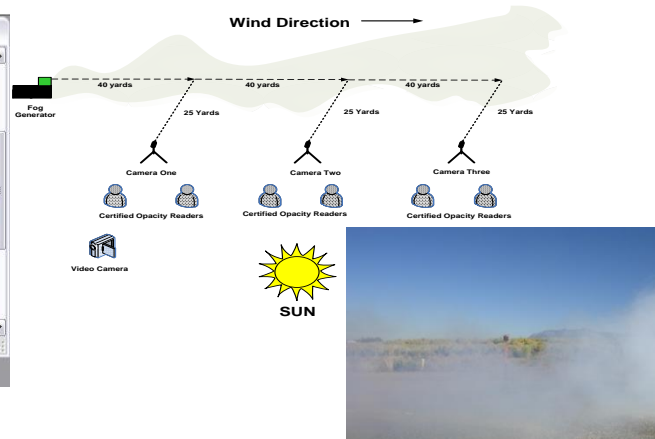 Wind Direction
40 yards 40 yards 40 yards
Fog
Generator
25 Yards 25 Yards 25 Yards
Camera One Camera Two Camera Three
Certified Opacity Readers Certified Opacity Readers Certified Opacity Readers
Video Camera
SUN